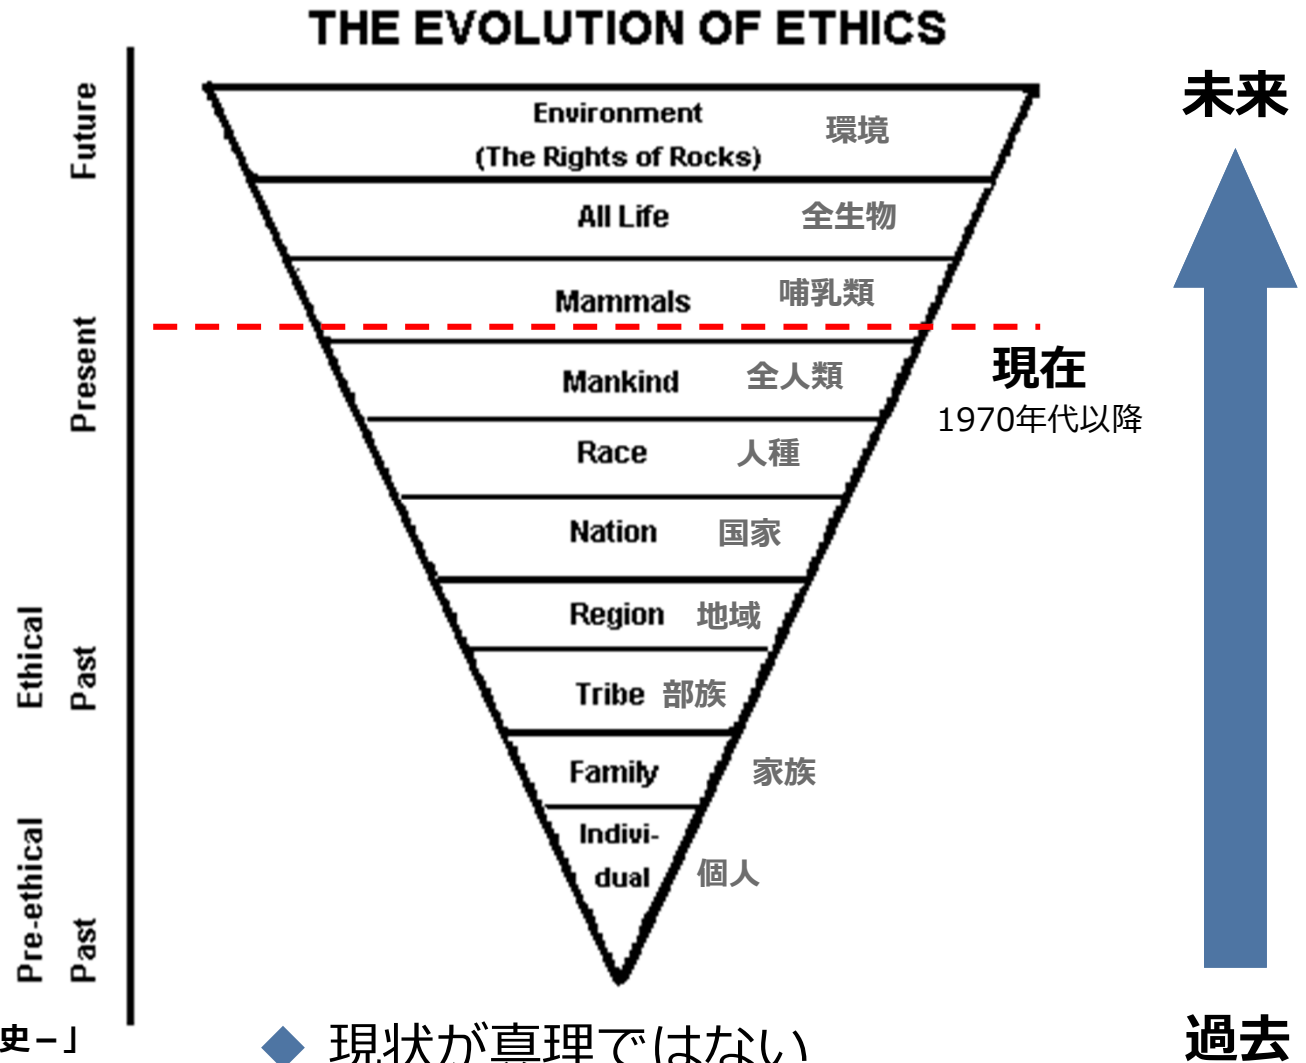 THE EVOLUTION OF ETHICS
未来
Future
Environment
(The Rights of Rocks)
環境
All Life 全生物
Mammals 哺乳類
Present
現在
1970年代以降
Mankind 全人類
Race 人種
Nation 国家
Region 地域
Ethical
Past
Tribe 部族
Family 家族
Indivi-
dual
個人
Pre-ethical
Past
過去
史－」
◆ 現状が真理ではない